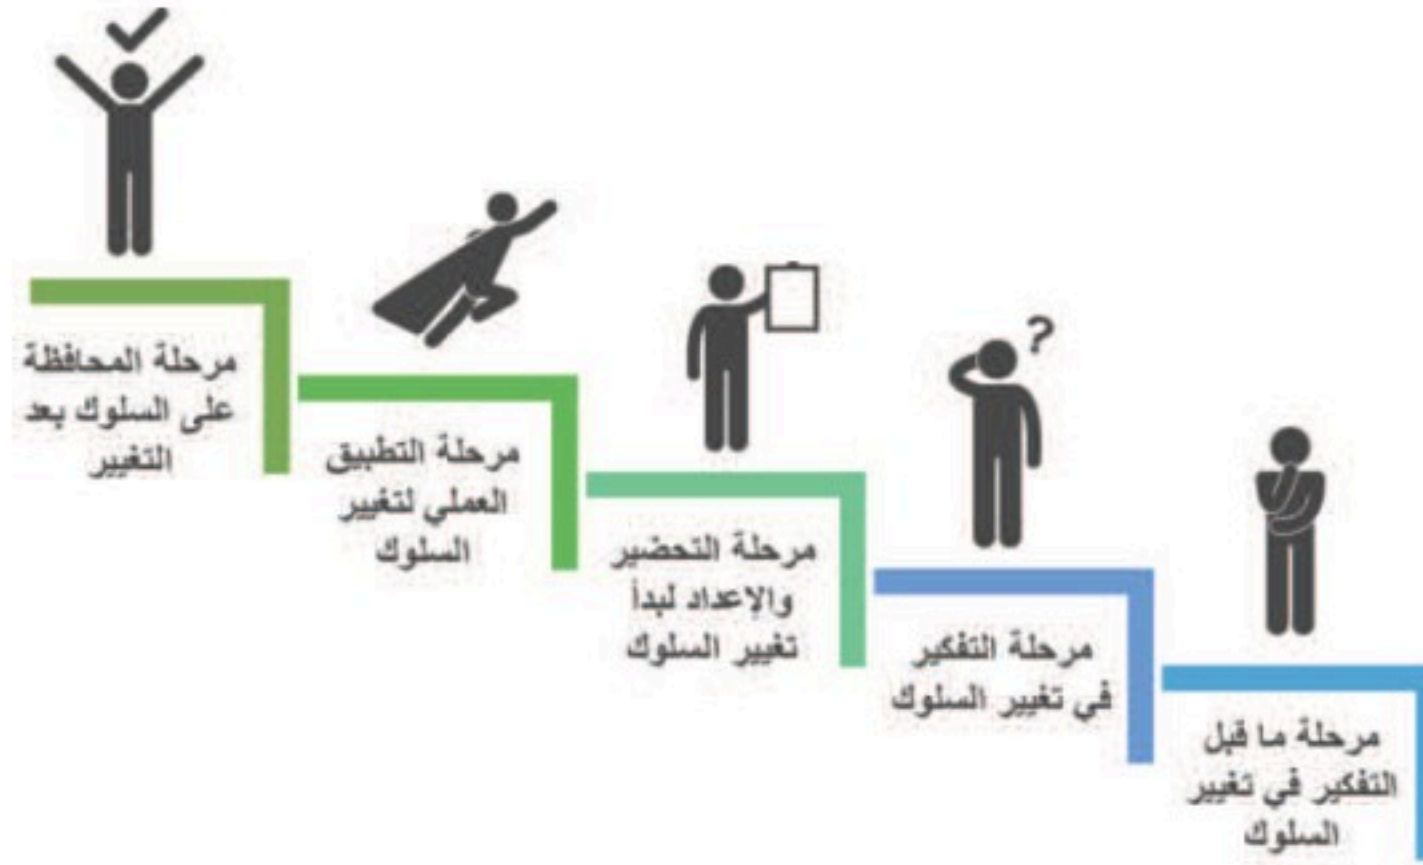 ?
مرحلة المحافظة
على السلوك بعد
التغيير
مرحلة التطبيق
العملي لتغيير
السلوك
مرحلة التحضير
والإعداد لبدأ
تغيير السلوك
مرحلة التفكير
في تغيير السلوك
مرحلة ما قبل
التفكير في تغيير
السلوك